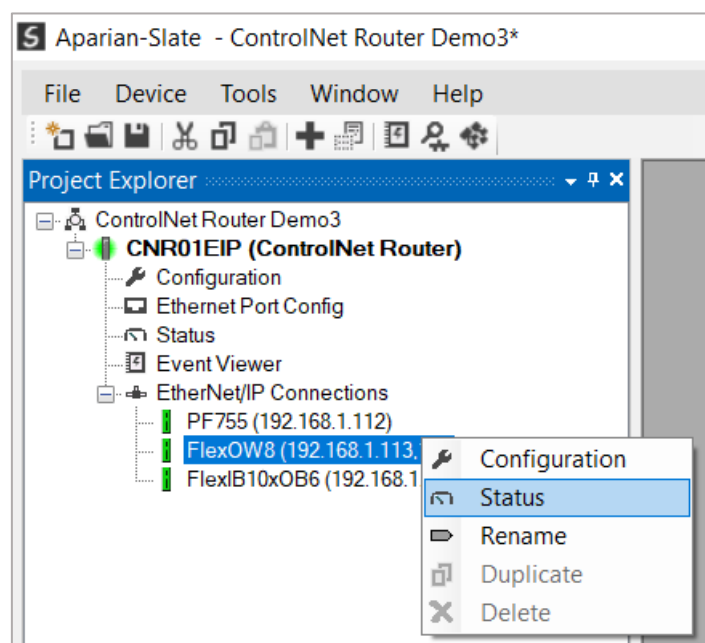 Aparian-Slate - ControlNet Router Demo3*
File Device Tools Window Help
Project Explorer
ControlNet Router Demo3
CNR01EIP (ControlNet Router)
Configuration
Ethernet Port Config
Status
Event Viewer
EtherNet/IP Connections
PF755 (192.168.1.112)
FlexOW8 (192.168.1.113,
FlexIB10xOB6 (192.168.1
Configuration
Status
Rename
Duplicate
Delete